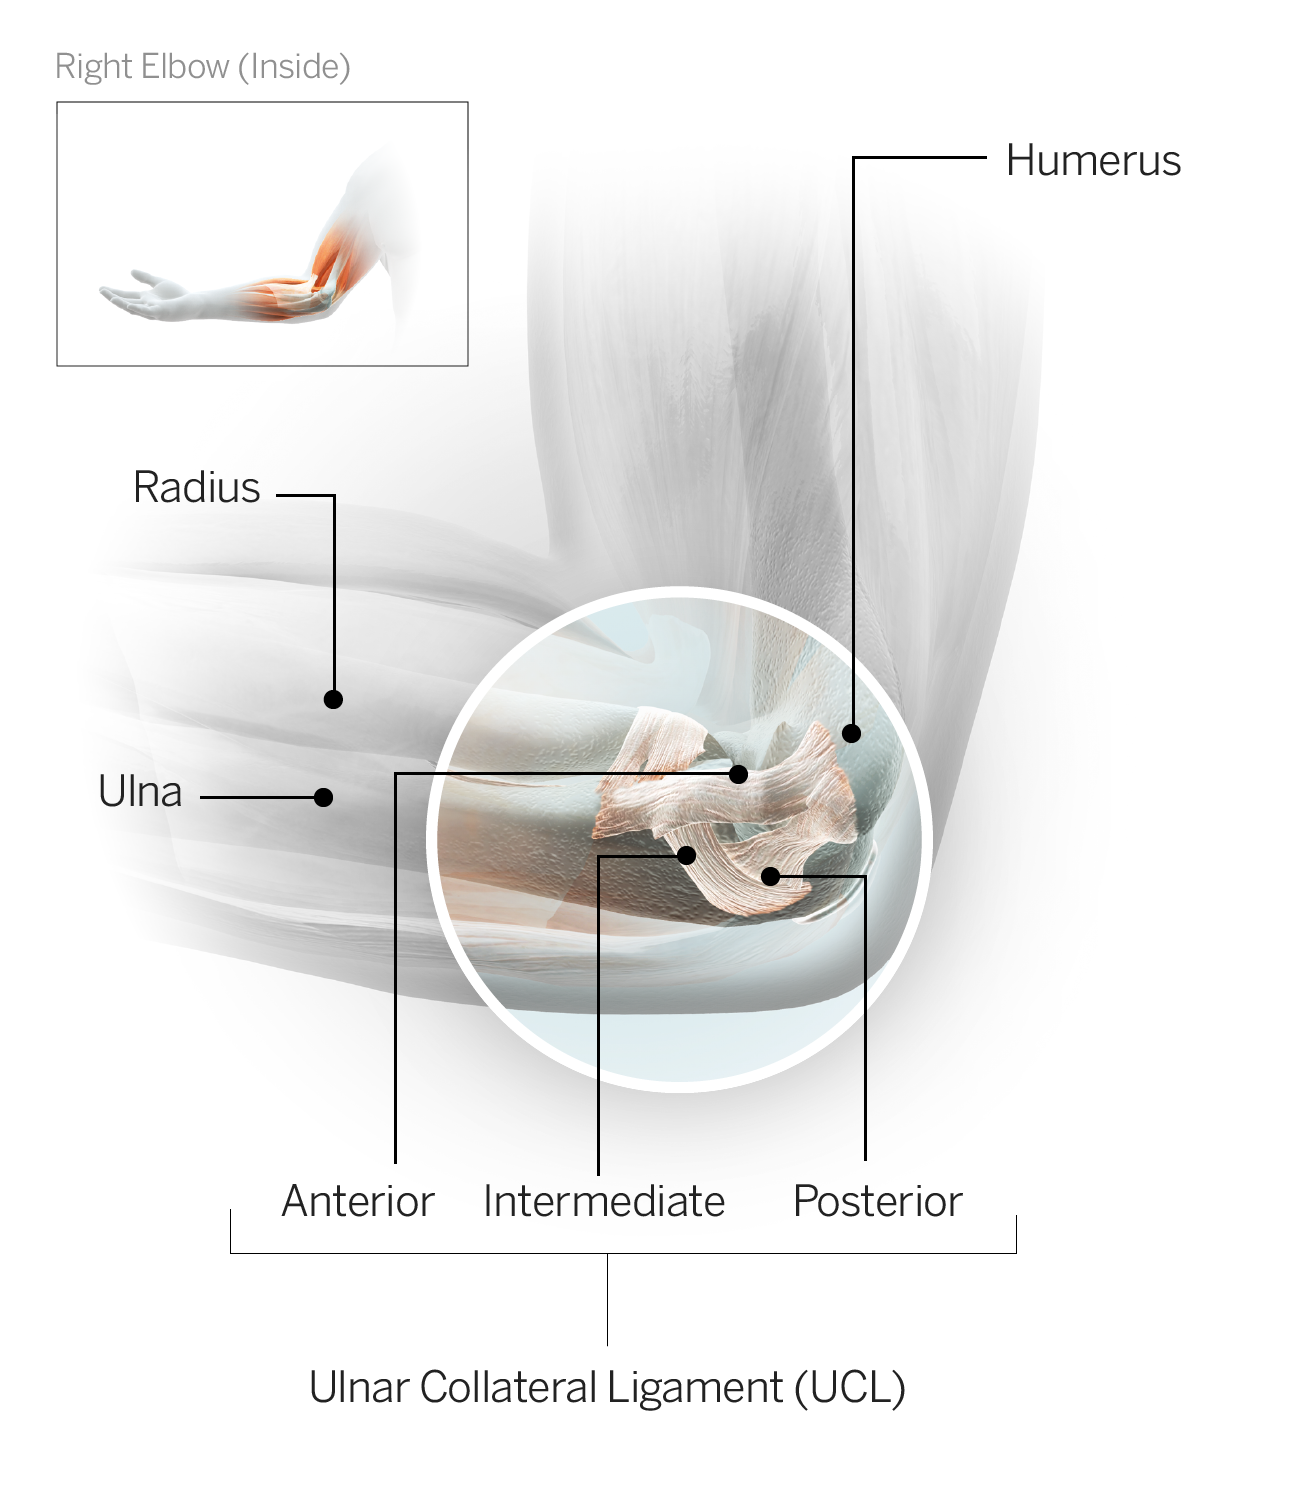 Right Elbow (Inside)
Humerus
Radius
Ulna
Anterior
Intermediate
Posterior
Ulnar Collateral Ligament (UCL)